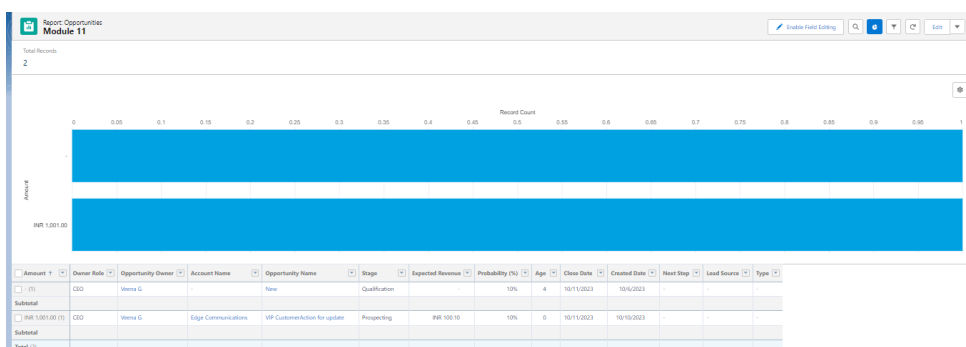 Report: Opportunities
Module 11
Enable Field Editing
Edit
Total Records
2
Record Count
0 0.05 0.1 0.15 0.2 0.25 0.3 0.35 0.4 0.45 0.5 0.55 0.6 0.65 0.7 0.75 0.8 0.85 0.9 0.95 1
Amount
-
INR 1,001.00
Amount ↑ Owner Role Opportunity Owner Account Name Opportunity Name Stage Expected Revenue Probability (%) Age Close Date Created Date Next Step Lead Source Type
- (1) CEO Veena G - New Qualification - 10% 4 10/11/2023 10/6/2023 - - -
Subtotal
INR 1,001.00 (1) CEO Veena G Edge Communications VIP CustomerAction for update Prospecting INR 100.10 10% 0 10/11/2023 10/10/2023 - - -
Subtotal
Total (2)